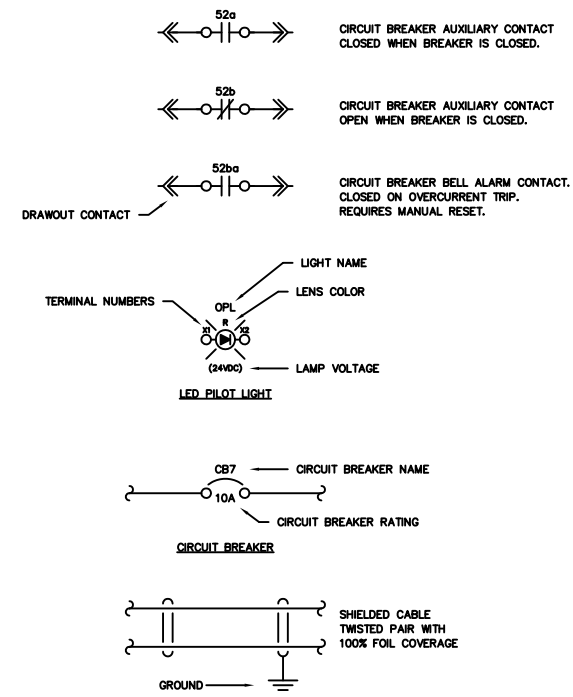 52a
CIRCUIT BREAKER AUXILIARY CONTACT
CLOSED WHEN BREAKER IS CLOSED.
52b
CIRCUIT BREAKER AUXILIARY CONTACT
OPEN WHEN BREAKER IS CLOSED.
52ba
CIRCUIT BREAKER BELL ALARM CONTACT.
CLOSED ON OVERCURRENT TRIP.
REQUIRES MANUAL RESET.
DRAWOUT CONTACT
LIGHT NAME
LENS COLOR
TERMINAL NUMBERS
OPL
R
X1
X2
(24VDC)
LAMP VOLTAGE
LED PILOT LIGHT
CB7
CIRCUIT BREAKER NAME
10A
CIRCUIT BREAKER RATING
CIRCUIT BREAKER
SHIELDED CABLE
TWISTED PAIR WITH
100% FOIL COVERAGE
GROUND